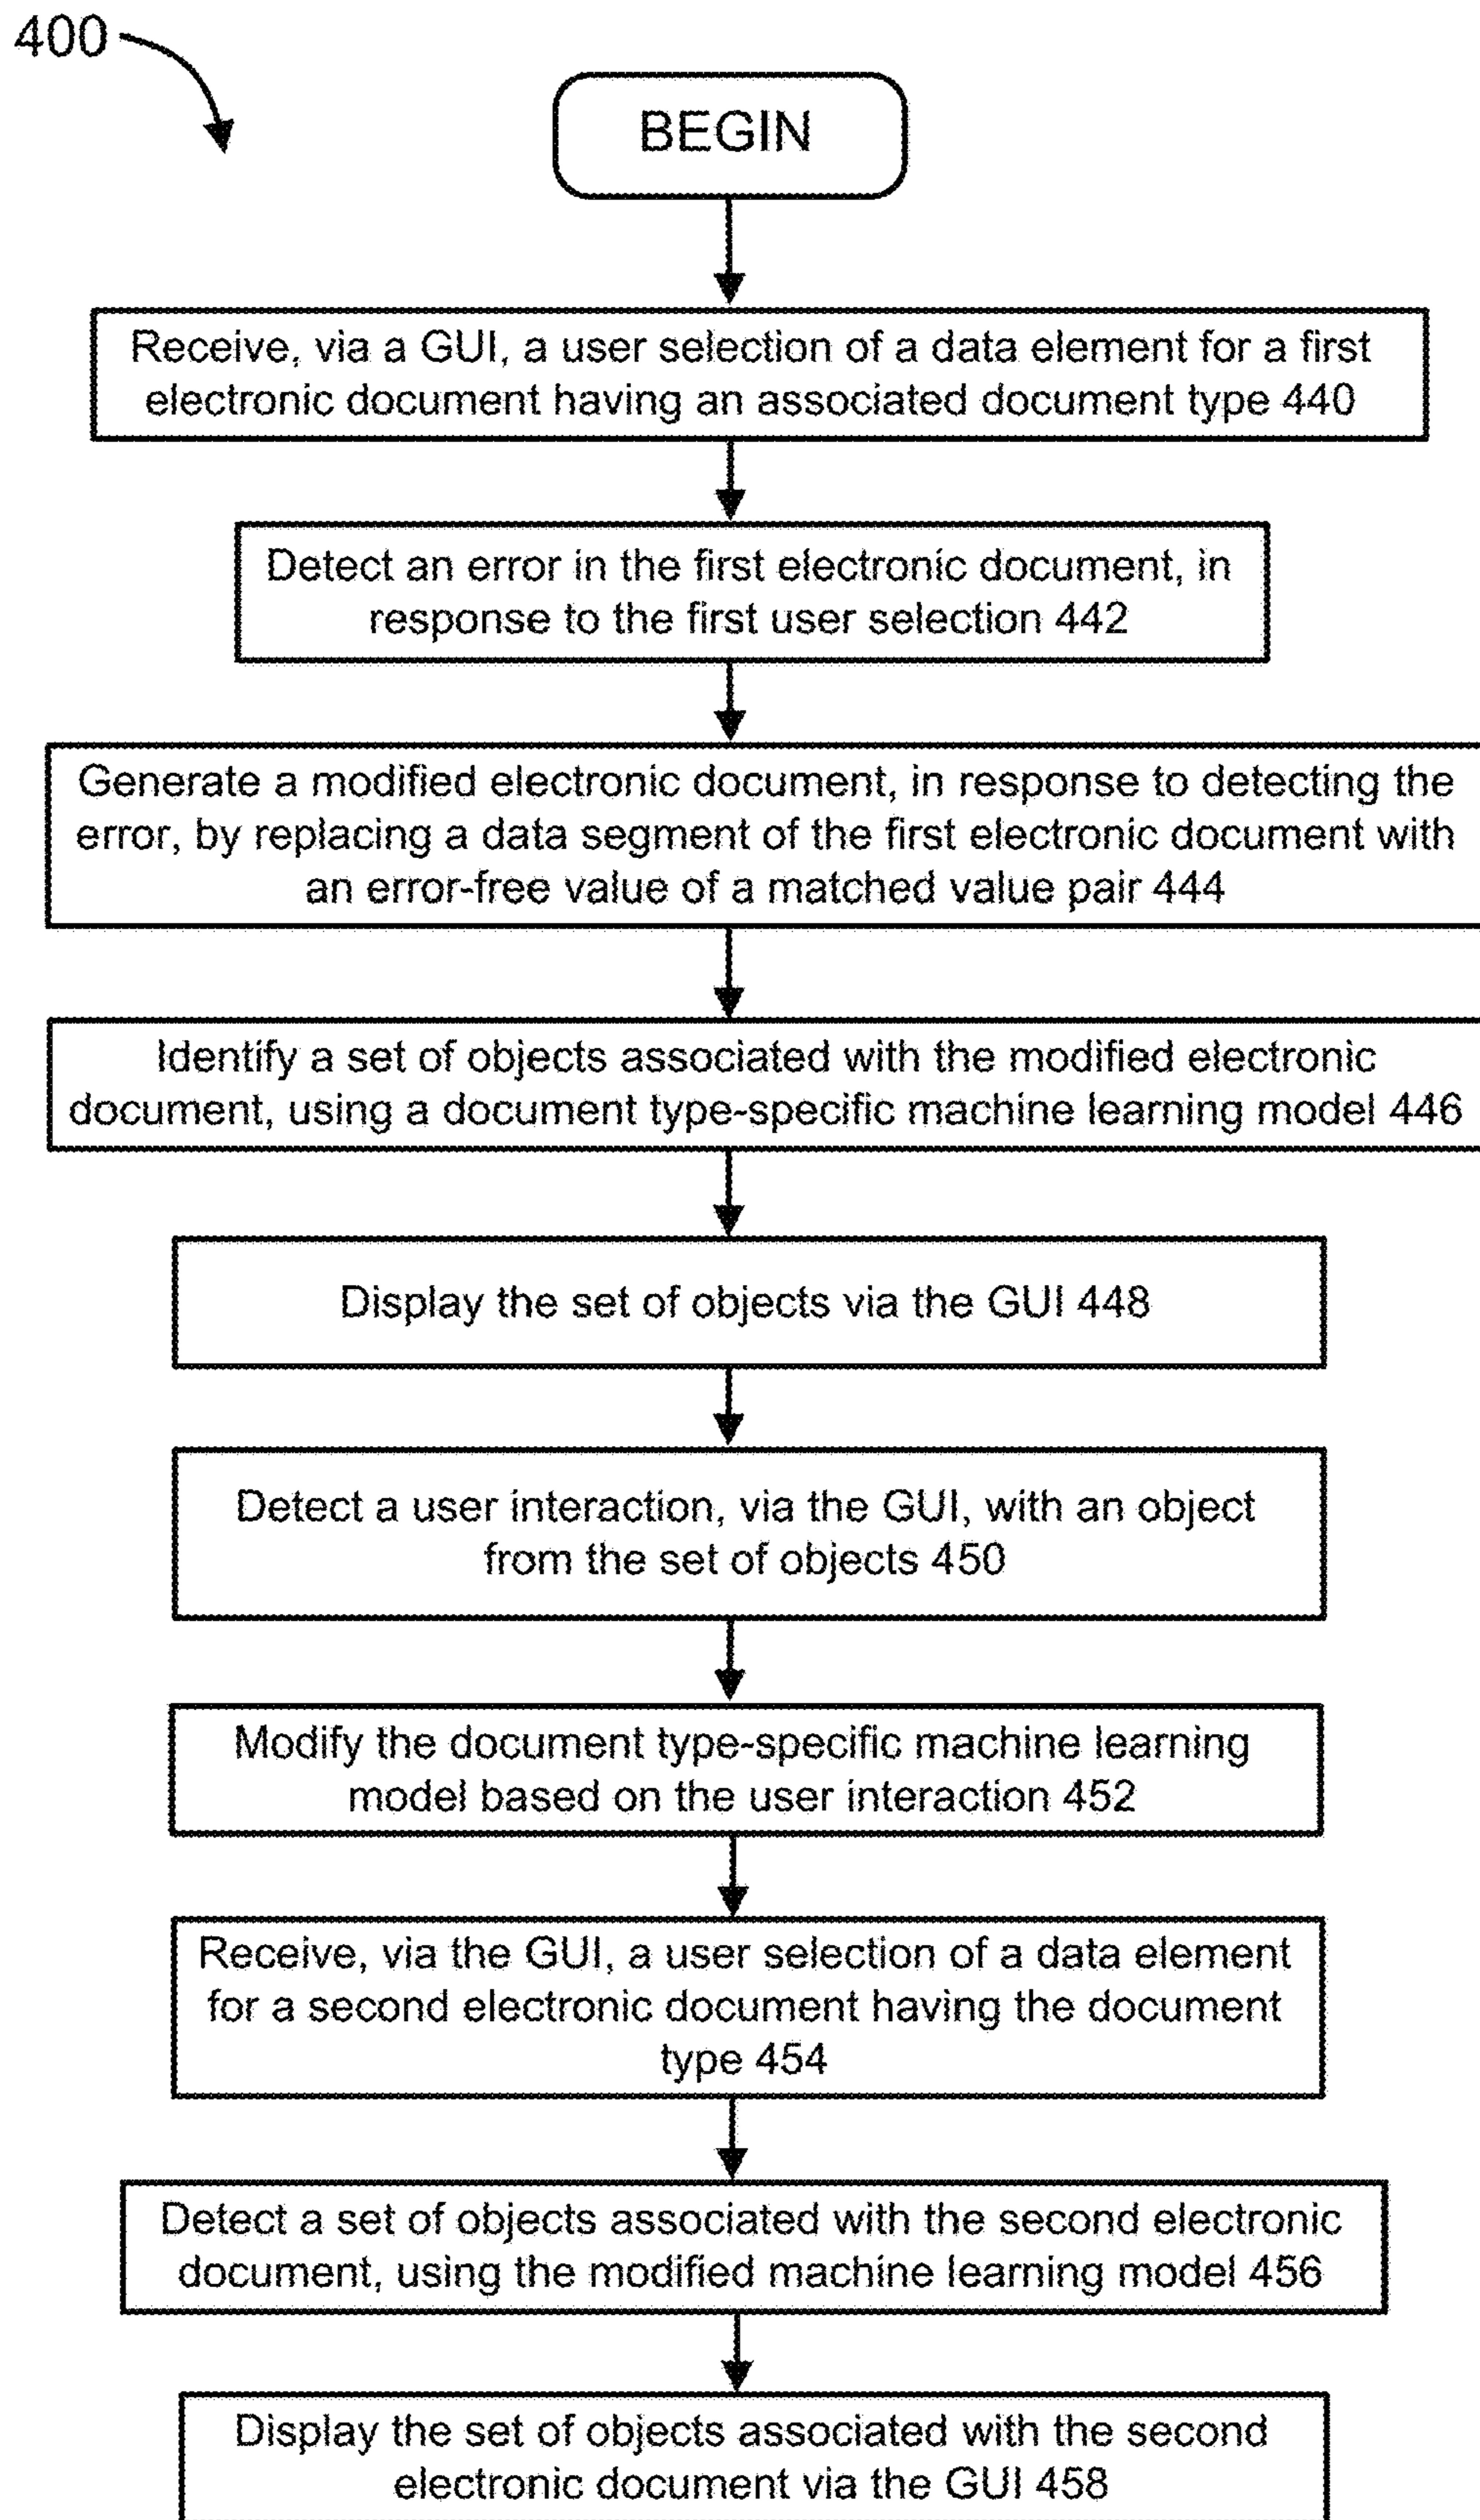 400
BEGIN
Receive, via a GUI, a user selection of a data element for a first
electronic document having an associated document type 440
Detect an error in the first electronic document, in
response to the first user selection 442
Generate a modified electronic document, in response to detecting the
error, by replacing a data segment of the first electronic document with
an error-free value of a matched value pair 444
Identify a set of objects associated with the modified electronic
document, using a document type-specific machine learning model 446
Display the set of objects via the GUI 448
Detect a user interaction, via the GUI, with an object
from the set of objects 450
Modify the document type-specific machine learning
model based on the user interaction 452
Receive, via the GUI, a user selection of a data element
for a second electronic document having the document
type 454
Detect a set of objects associated with the second electronic
document, using the modified machine learning model 456
Display the set of objects associated with the second
electronic document via the GUI 458